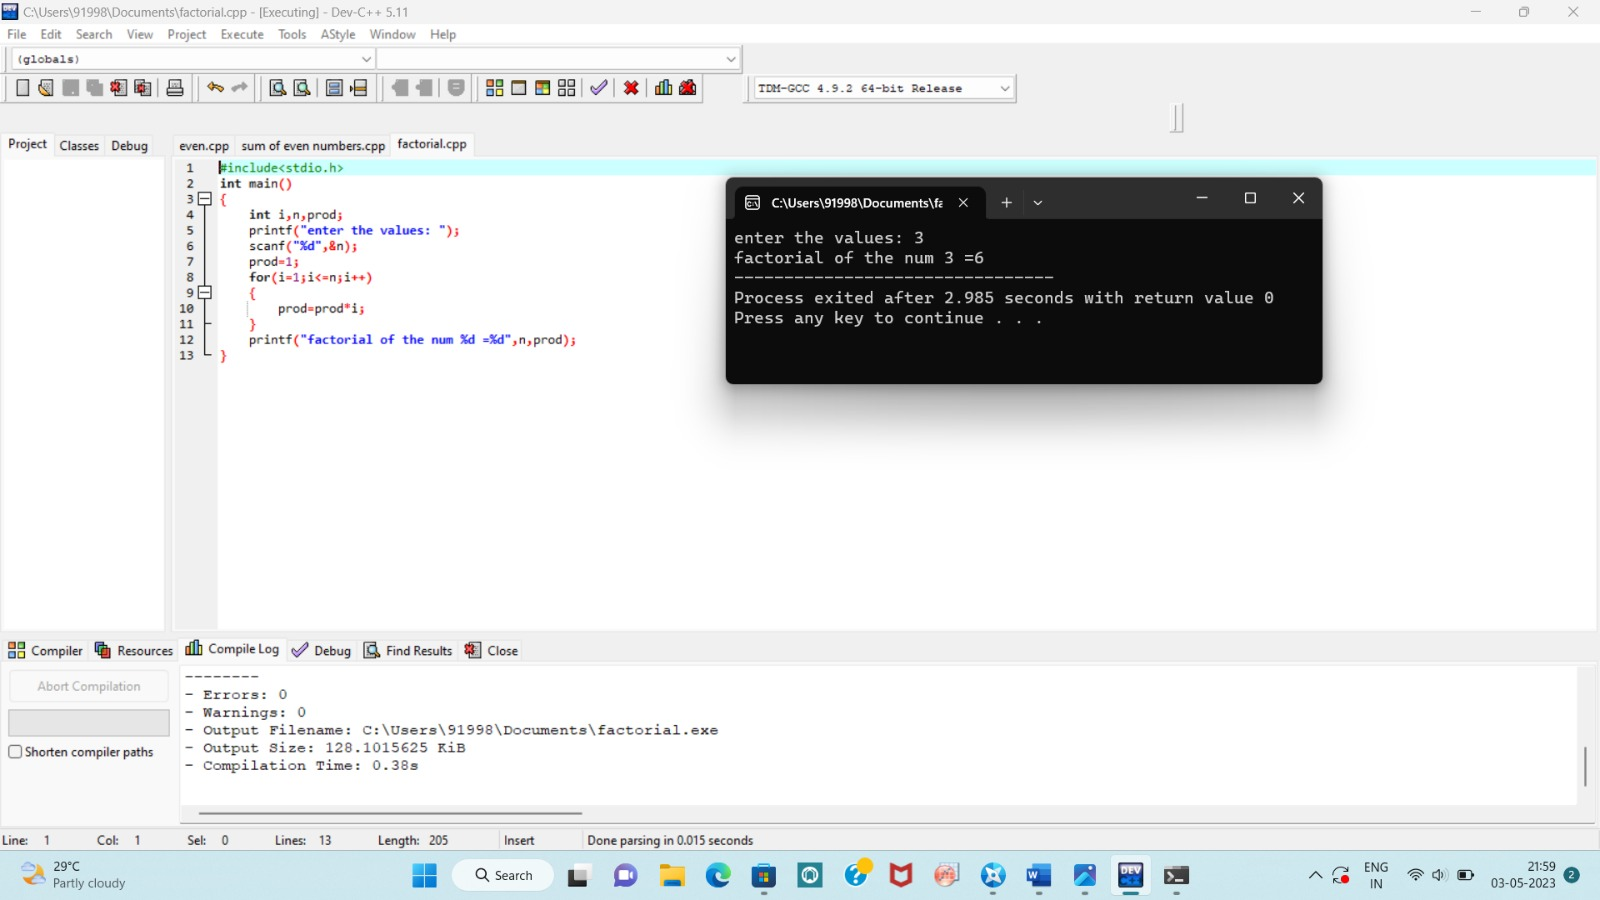 C:\Users\91998\Documents\factorial.cpp - [Executing] - Dev-C++ 5.11
File Edit Search View Project Execute Tools AStyle Window Help
(globals)
TDM-GCC 4.9.2 64-bit Release
Project Classes Debug
even.cpp sum of even numbers.cpp factorial.cpp
1 #include<stdio.h>
2 int main()
3 {
4 int i,n,prod;
5 printf("enter the values: ");
6 scanf("%d",&n);
7 prod=1;
8 for(i=1;i<=n;i++)
9 {
10 prod=prod*i;
11 }
12 printf("factorial of the num %d =%d",n,prod);
13 }
C:\Users\91998\Documents\fa
enter the values: 3
factorial of the num 3 =6
--------------------------------
Process exited after 2.985 seconds with return value 0
Press any key to continue . . .
Compiler Resources Compile Log Debug Find Results Close
Abort Compilation
Shorten compiler paths
--------
- Errors: 0
- Warnings: 0
- Output Filename: C:\Users\91998\Documents\factorial.exe
- Output Size: 128.1015625 KiB
- Compilation Time: 0.38s
Line: 1 Col: 1 Sel: 0 Lines: 13 Length: 205 Insert Done parsing in 0.015 seconds
29°C
Partly cloudy
Search
DEV
ENG
IN
21:59
03-05-2023
2